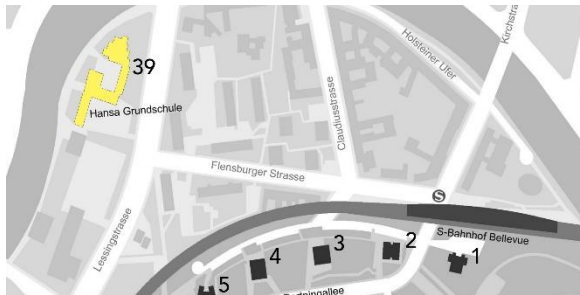 Kirchstra
Holsteiner Ufer
39
Hansa Grundschule
Claudiusstrasse
Flensburger Strasse
Lessingstrasse
S
S-Bahnhof Bellevue
1
2
3
4
5